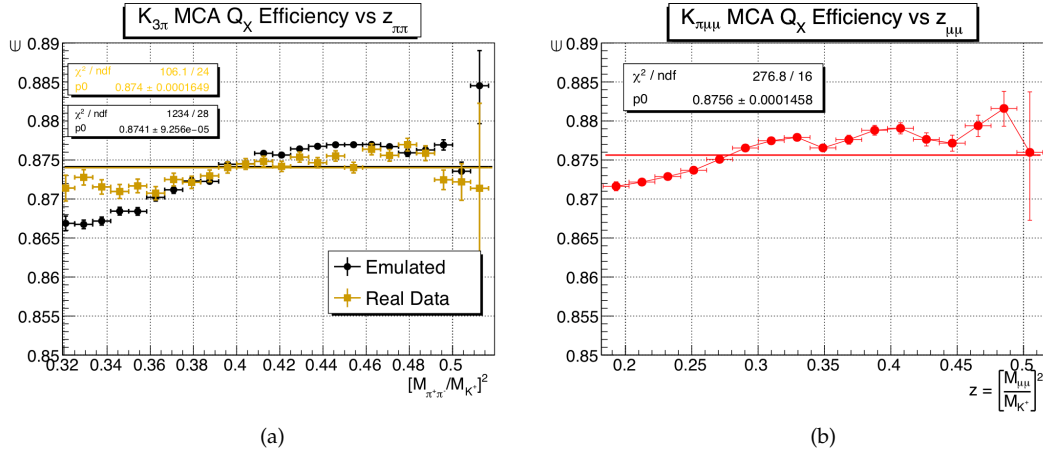 K3π MCA QX Efficiency vs zππ
∈
0.89
0.885
0.88
0.875
0.87
0.865
0.86
0.855
0.85
χ2 / ndf 106.1 / 24
p0 0.874 ± 0.0001649
χ2 / ndf 1234 / 28
p0 0.8741 ± 9.256e−05
Emulated
Real Data
0.32 0.34 0.36 0.38 0.4 0.42 0.44 0.46 0.48 0.5
[Mπ+π-/MK+]2
(a)
Kπμμ MCA QX Efficiency vs zμμ
∈
0.89
0.885
0.88
0.875
0.87
0.865
0.86
0.855
0.85
χ2 / ndf 276.8 / 16
p0 0.8756 ± 0.0001458
0.2 0.25 0.3 0.35 0.4 0.45 0.5
z = [Mμμ/MK+]2
(b)